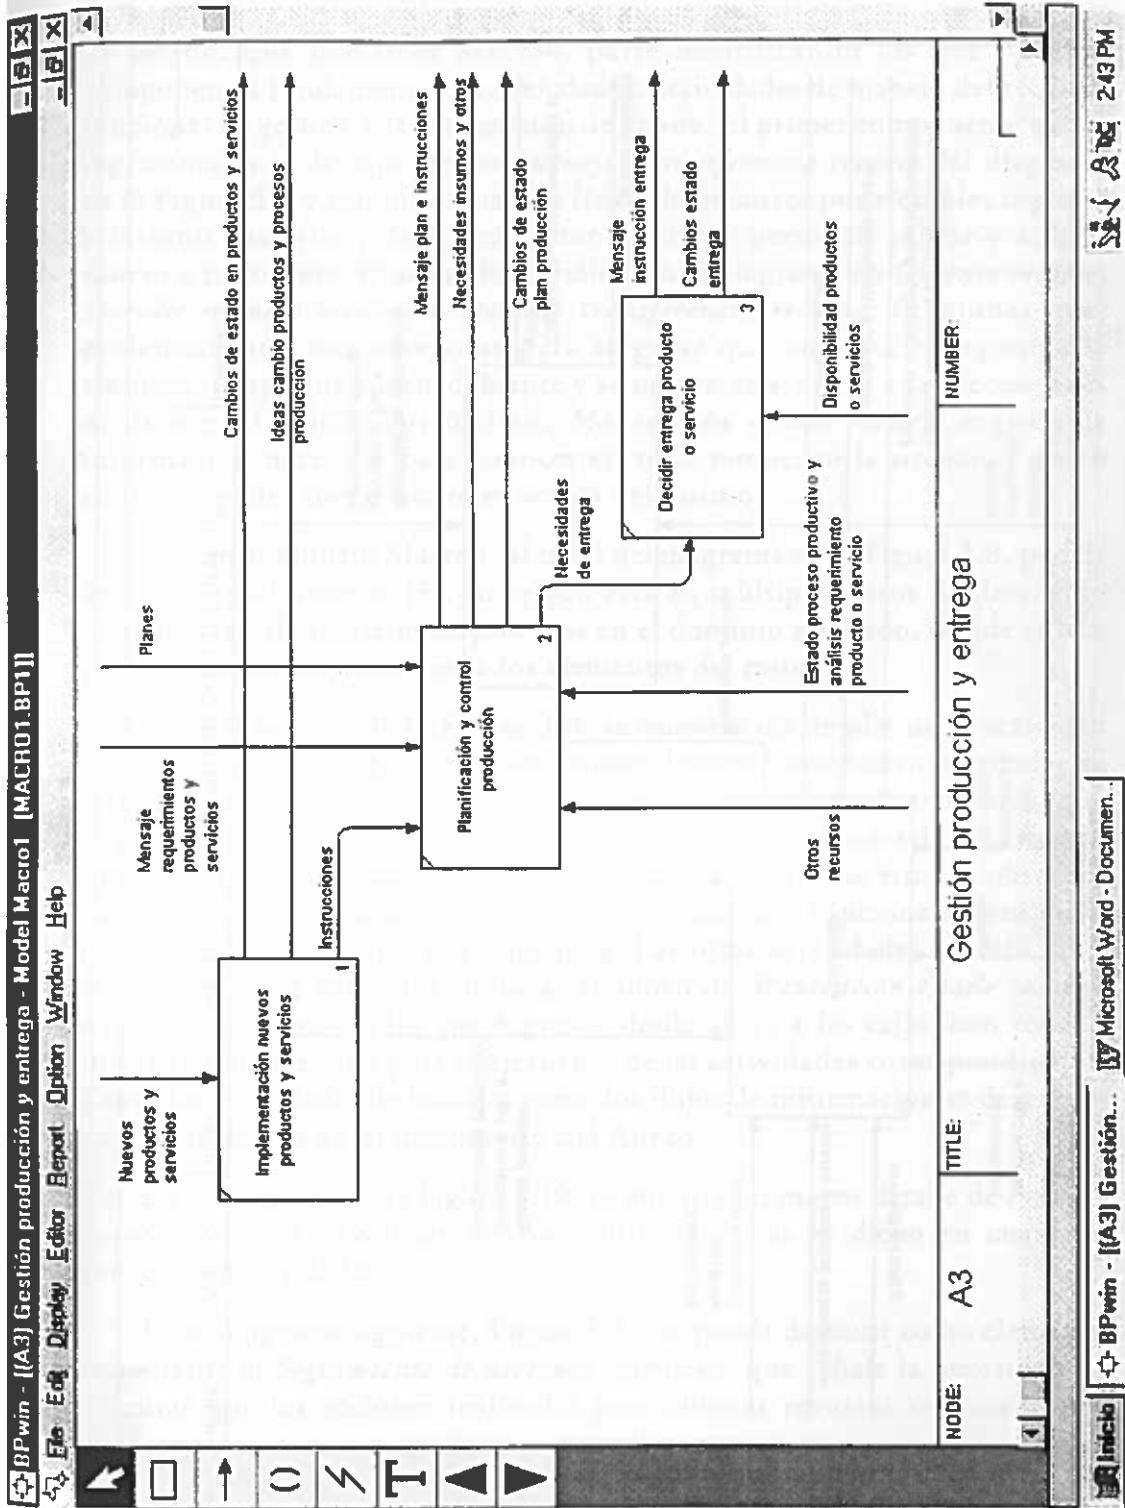 BPwin - [(A3) Gestión producción y entrega - Model Macro1 [MACRO1.BP1]]
File Edit Display Editor Report Option Window Help
Nuevos
productos y
servicios
Mensaje
requerimientos
productos y
servicios
Planes
Cambios de estado en productos y servicios
Ideas cambio productos y procesos
producción
Implementación nuevos
productos y servicios
1
Instrucciones
Mensaje plan e instrucciones
Necesidades insumos y otros
Cambios de estado
plan producción
Planificación y control
producción
2
Necesidades
de entrega
Mensaje
instrucción entrega
Cambios estado
entrega
Decidir entrega producto
o servicio
3
Otros
recursos
Estado proceso productivo y
análisis requerimiento
producto o servicio
Disponibilidad productos
o servicios
NODE:
A3
TITLE:
Gestión producción y entrega
NUMBER:
Inicio
BPwin - [(A3) Gestión...
Microsoft Word - Documen...
2:43 PM